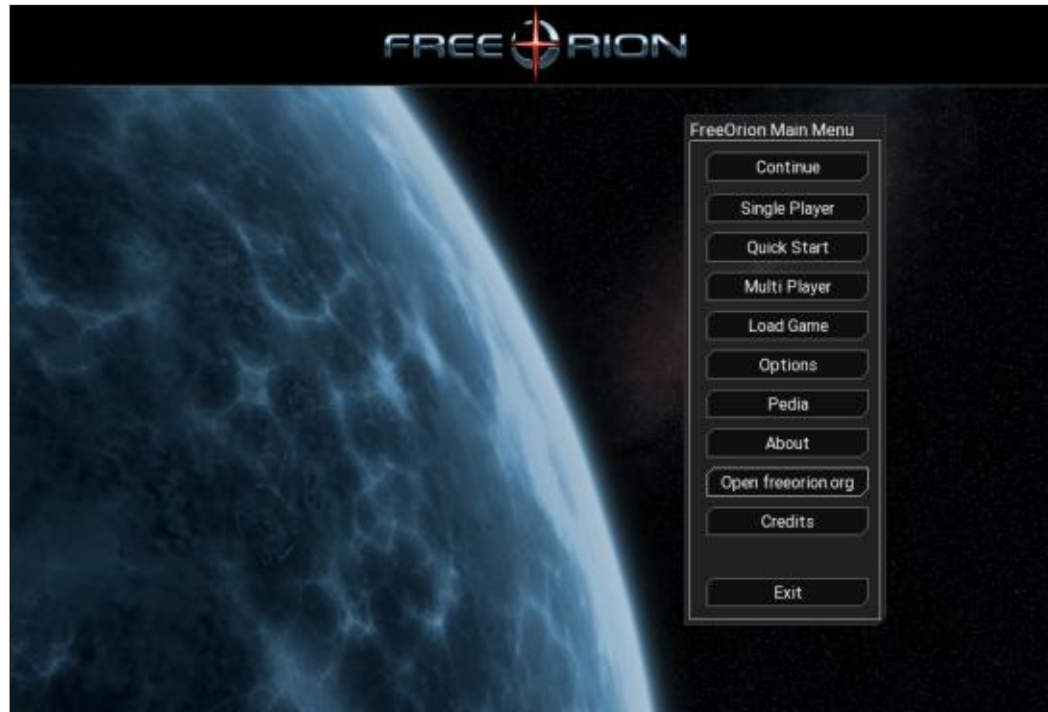 FREEORION
FreeOrion Main Menu
Continue
Single Player
Quick Start
Multi Player
Load Game
Options
Pedia
About
Open freeorion.org
Credits
Exit